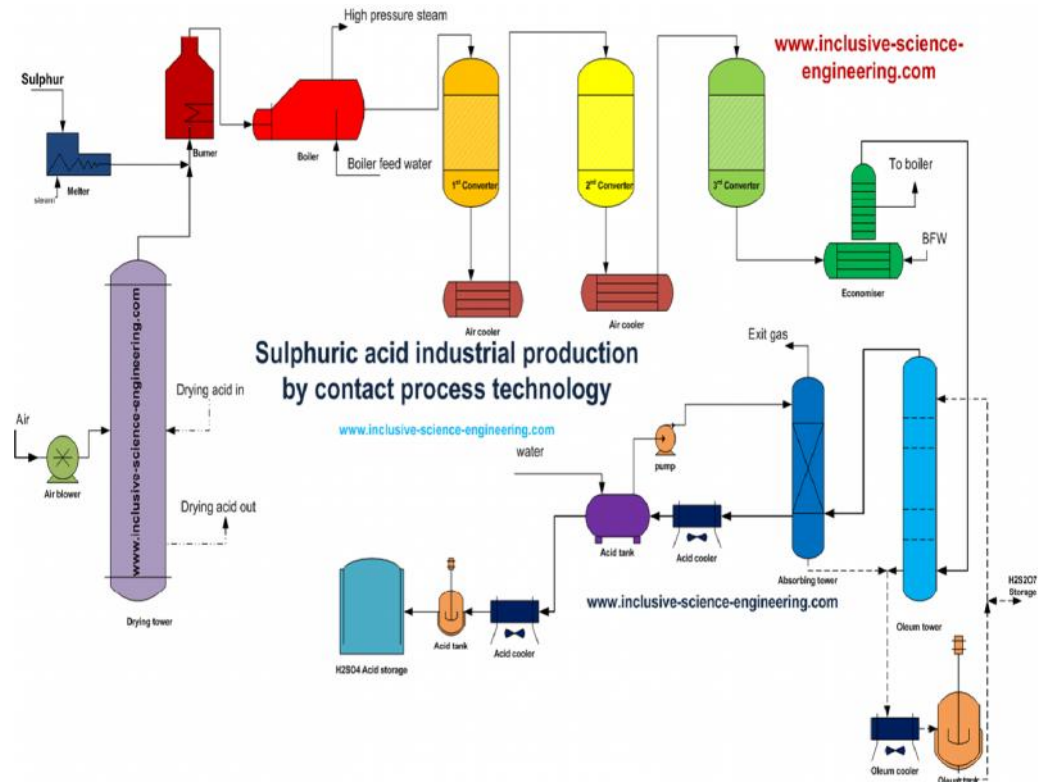 High pressure steam
www.inclusive-science-
engineering.com
Sulphur
Burner
Boiler
Boiler feed water
steam
Melter
1st Converter
2nd Converter
3rd Converter
To boiler
BFW
Economiser
Air cooler
Air cooler
www.inclusive-science-engineering.com
Sulphuric acid industrial production
by contact process technology
www.inclusive-science-engineering.com
Exit gas
Drying acid in
Air
Air blower
Drying acid out
Drying tower
water
pump
Acid tank
Acid cooler
Absorbing tower
Oleum tower
H2S2O7
Storage
www.inclusive-science-engineering.com
H2SO4 Acid storage
Acid tank
Acid cooler
Oleum cooler
Oleum tank